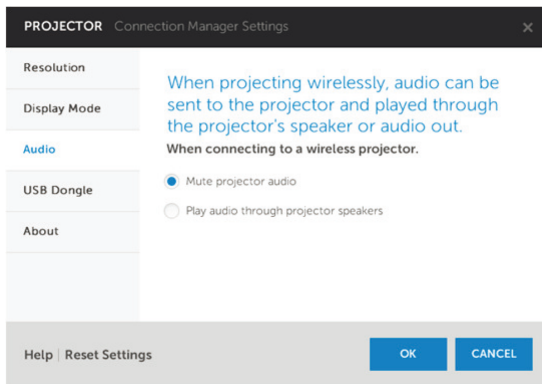 PROJECTOR Connection Manager Settings
Resolution
Display Mode
Audio
USB Dongle
About
When projecting wirelessly, audio can be
sent to the projector and played through
the projector's speaker or audio out.
When connecting to a wireless projector.
Mute projector audio
Play audio through projector speakers
Help | Reset Settings
OK
CANCEL